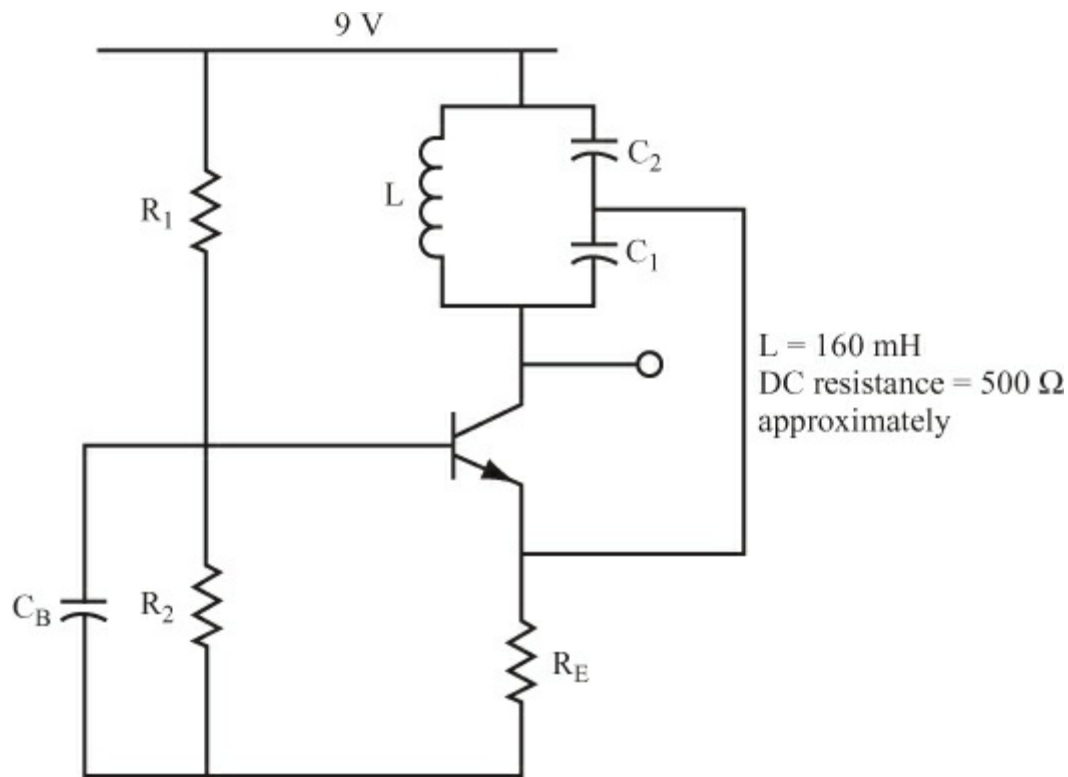 9 V
R1
L
C2
C1
L = 160 mH
DC resistance = 500 Ω
approximately
CB
R2
RE